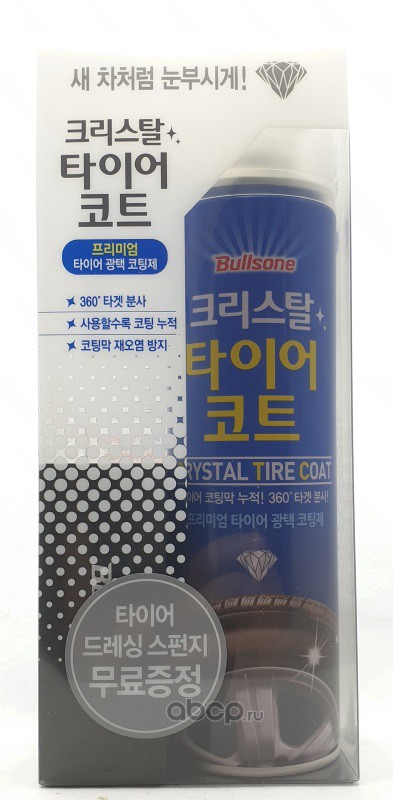 새 차처럼 눈부시게!
크리스탈
타이어
코트
프리미엄
타이어 광택 코팅제
360˚ 타겟 분사
사용할수록 코팅 누적
코팅막 재오염 방지
Bullsone
크리스탈
타이어
코트
RYSTAL TIRE COAT
이어 코팅막 누적! 360˚ 타겟 분사!
프리미엄 타이어 광택 코팅제
타이어
드레싱 스펀지
무료증정
abcp.ru